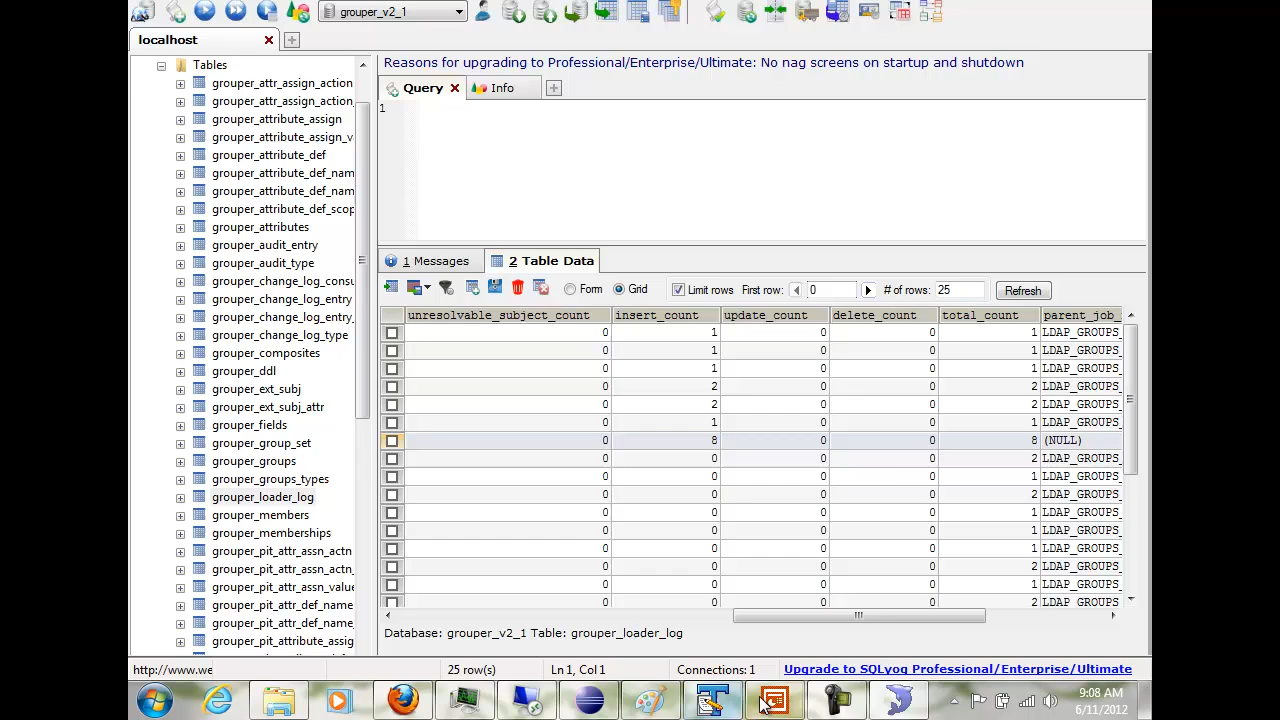 grouper_v2_1
localhost
Tables
grouper_attr_assign_action
grouper_attr_assign_action_
grouper_attribute_assign
grouper_attribute_assign_v
grouper_attribute_def
grouper_attribute_def_nam
grouper_attribute_def_nam
grouper_attribute_def_scop
grouper_attributes
grouper_audit_entry
grouper_audit_type
grouper_change_log_consu
grouper_change_log_entry
grouper_change_log_entry_
grouper_change_log_type
grouper_composites
grouper_ddl
grouper_ext_subj
grouper_ext_subj_attr
grouper_fields
grouper_group_set
grouper_groups
grouper_groups_types
grouper_loader_log
grouper_members
grouper_memberships
grouper_pit_attr_assn_actn
grouper_pit_attr_assn_actn_
grouper_pit_attr_assn_value
grouper_pit_attr_def_name
grouper_pit_attr_def_name_
grouper_pit_attribute_assig
Reasons for upgrading to Professional/Enterprise/Ultimate: No nag screens on startup and shutdown
Query Info
1
1 Messages 2 Table Data
Form Grid Limit rows First row: 0 # of rows: 25 Refresh
unresolvable_subject_count insert_count update_count delete_count total_count parent_job_
0 1 0 0 1 LDAP_GROUPS_
0 1 0 0 1 LDAP_GROUPS_
0 1 0 0 1 LDAP_GROUPS_
0 2 0 0 2 LDAP_GROUPS_
0 2 0 0 2 LDAP_GROUPS_
0 1 0 0 1 LDAP_GROUPS_
0 8 0 0 8 (NULL)
0 0 0 0 2 LDAP_GROUPS_
0 0 0 0 1 LDAP_GROUPS_
0 0 0 0 2 LDAP_GROUPS_
0 0 0 0 1 LDAP_GROUPS_
0 0 0 0 1 LDAP_GROUPS_
0 0 0 0 1 LDAP_GROUPS_
0 0 0 0 2 LDAP_GROUPS_
0 0 0 0 1 LDAP_GROUPS_
0 0 0 0 2 LDAP_GROUPS_
Database: grouper_v2_1 Table: grouper_loader_log
http://www.we 25 row(s) Ln 1, Col 1 Connections: 1 Upgrade to SQLyog Professional/Enterprise/Ultimate
9:08 AM
6/11/2012